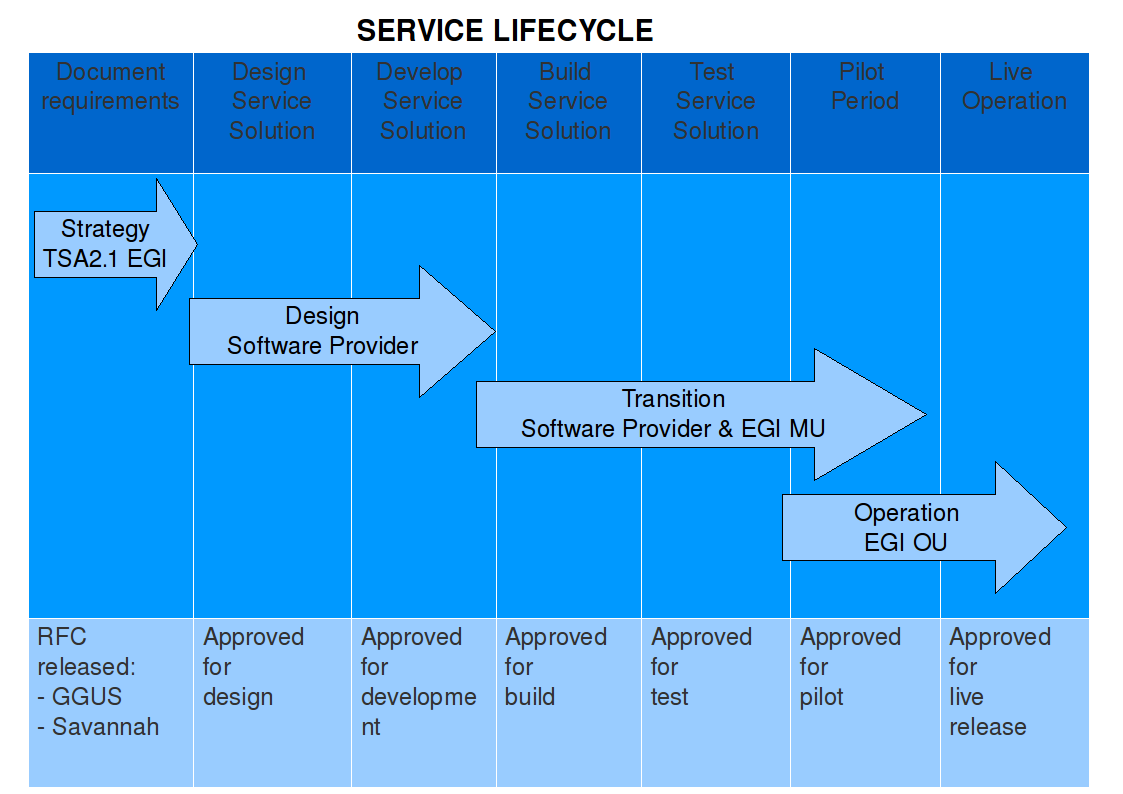 SERVICE LIFECYCLE
Document
requirements
Design
Service
Solution
Develop
Service
Solution
Build
Service
Solution
Test
Service
Solution
Pilot
Period
Live
Operation
Strategy
TSA2.1 EGI
Design
Software Provider
Transition
Software Provider & EGI MU
Operation
EGI OU
RFC
released:
- GGUS
- Savannah
Approved
for
design
Approved
for
developme
nt
Approved
for
build
Approved
for
test
Approved
for
pilot
Approved
for
live
release